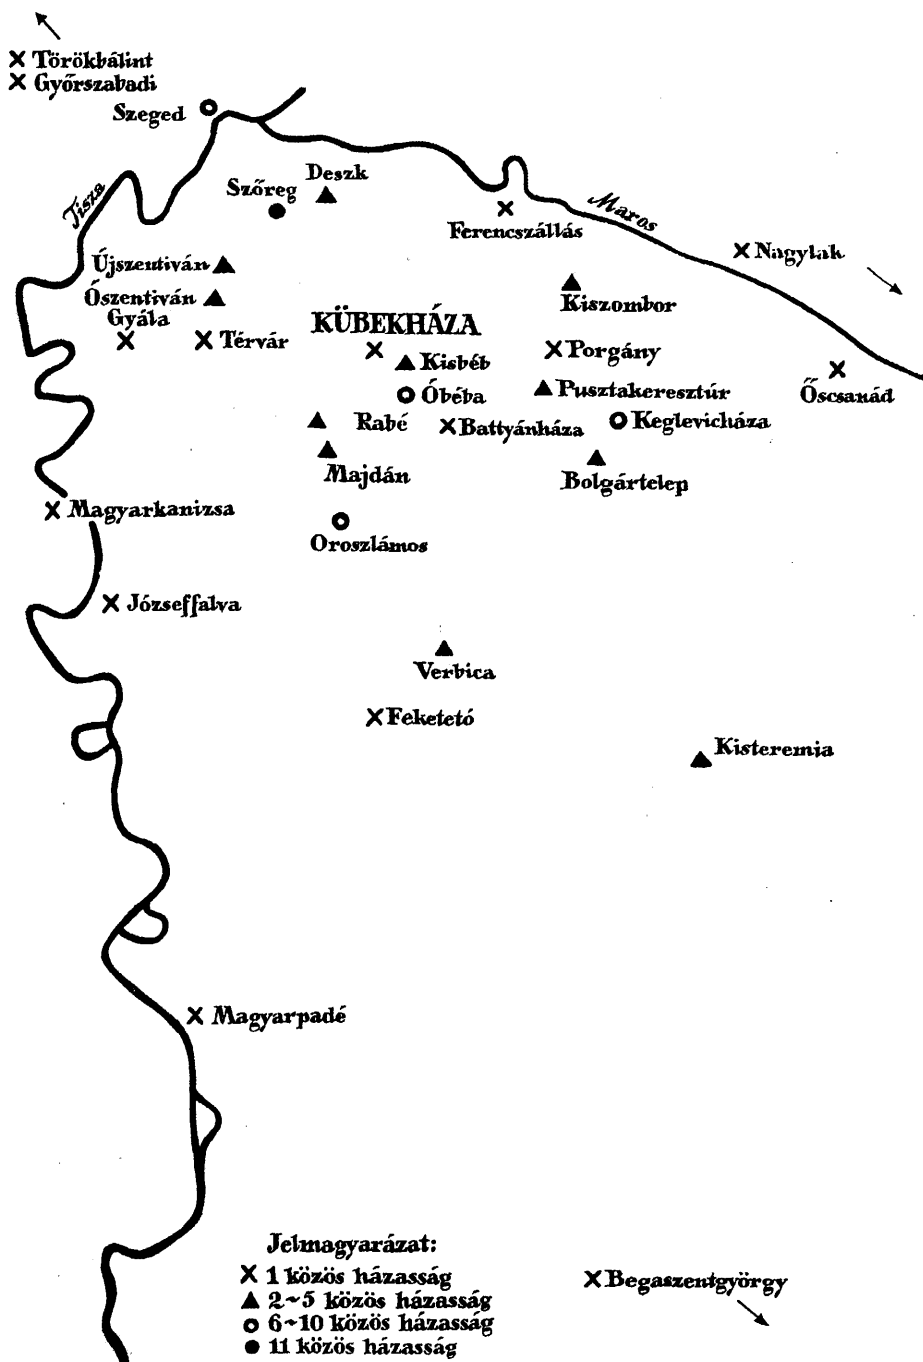 Törökbálint
Győrszabadi
Szeged
Deszk
Szőreg
Tisza
Maros
Ferencszállás
Nagylak
Újszentiván
Ószentiván
Gyála
Térvár
Kiszombor
KÜBEKHÁZA
Kisbéb
Porgány
Óbéba
Pusztakeresztúr
Őscsanád
Rabé
Battyánháza
Keglevicháza
Majdán
Bolgártelep
Magyarkanizsa
Oroszlámos
Józseffalva
Verbica
Feketetó
Kisteremia
Magyarpadé
Jelmagyarázat:
1 közös házasság
2~5 közös házasság
6~10 közös házasság
11 közös házasság
Begaszentgyörgy